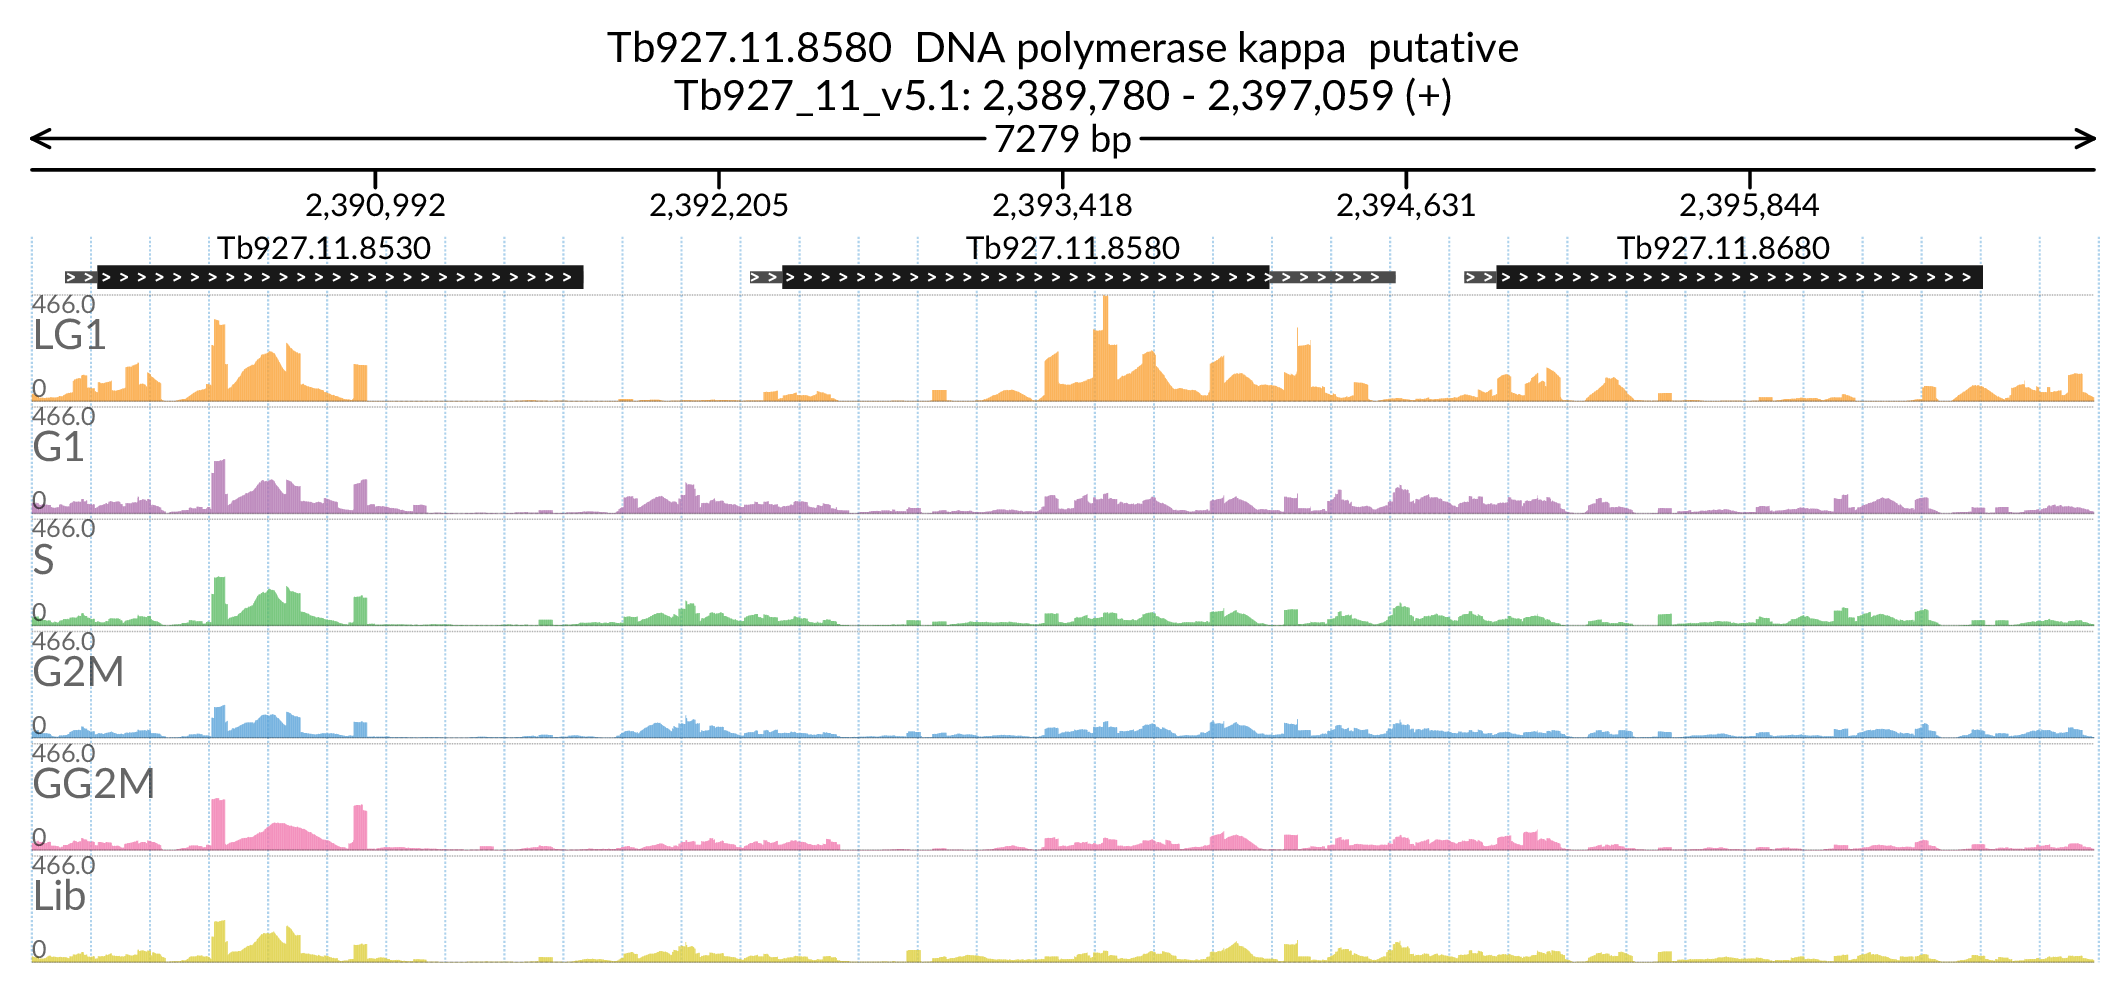 Tb927.11.8580 DNA polymerase kappa putative
Tb927_11_v5.1: 2,389,780 - 2,397,059 (+)
7279 bp
2,390,992 2,392,205 2,393,418 2,394,631 2,395,844
Tb927.11.8530 Tb927.11.8580 Tb927.11.8680
466.0
LG1
0
466.0
G1
0
466.0
S
0
466.0
G2M
0
466.0
GG2M
0
466.0
Lib
0